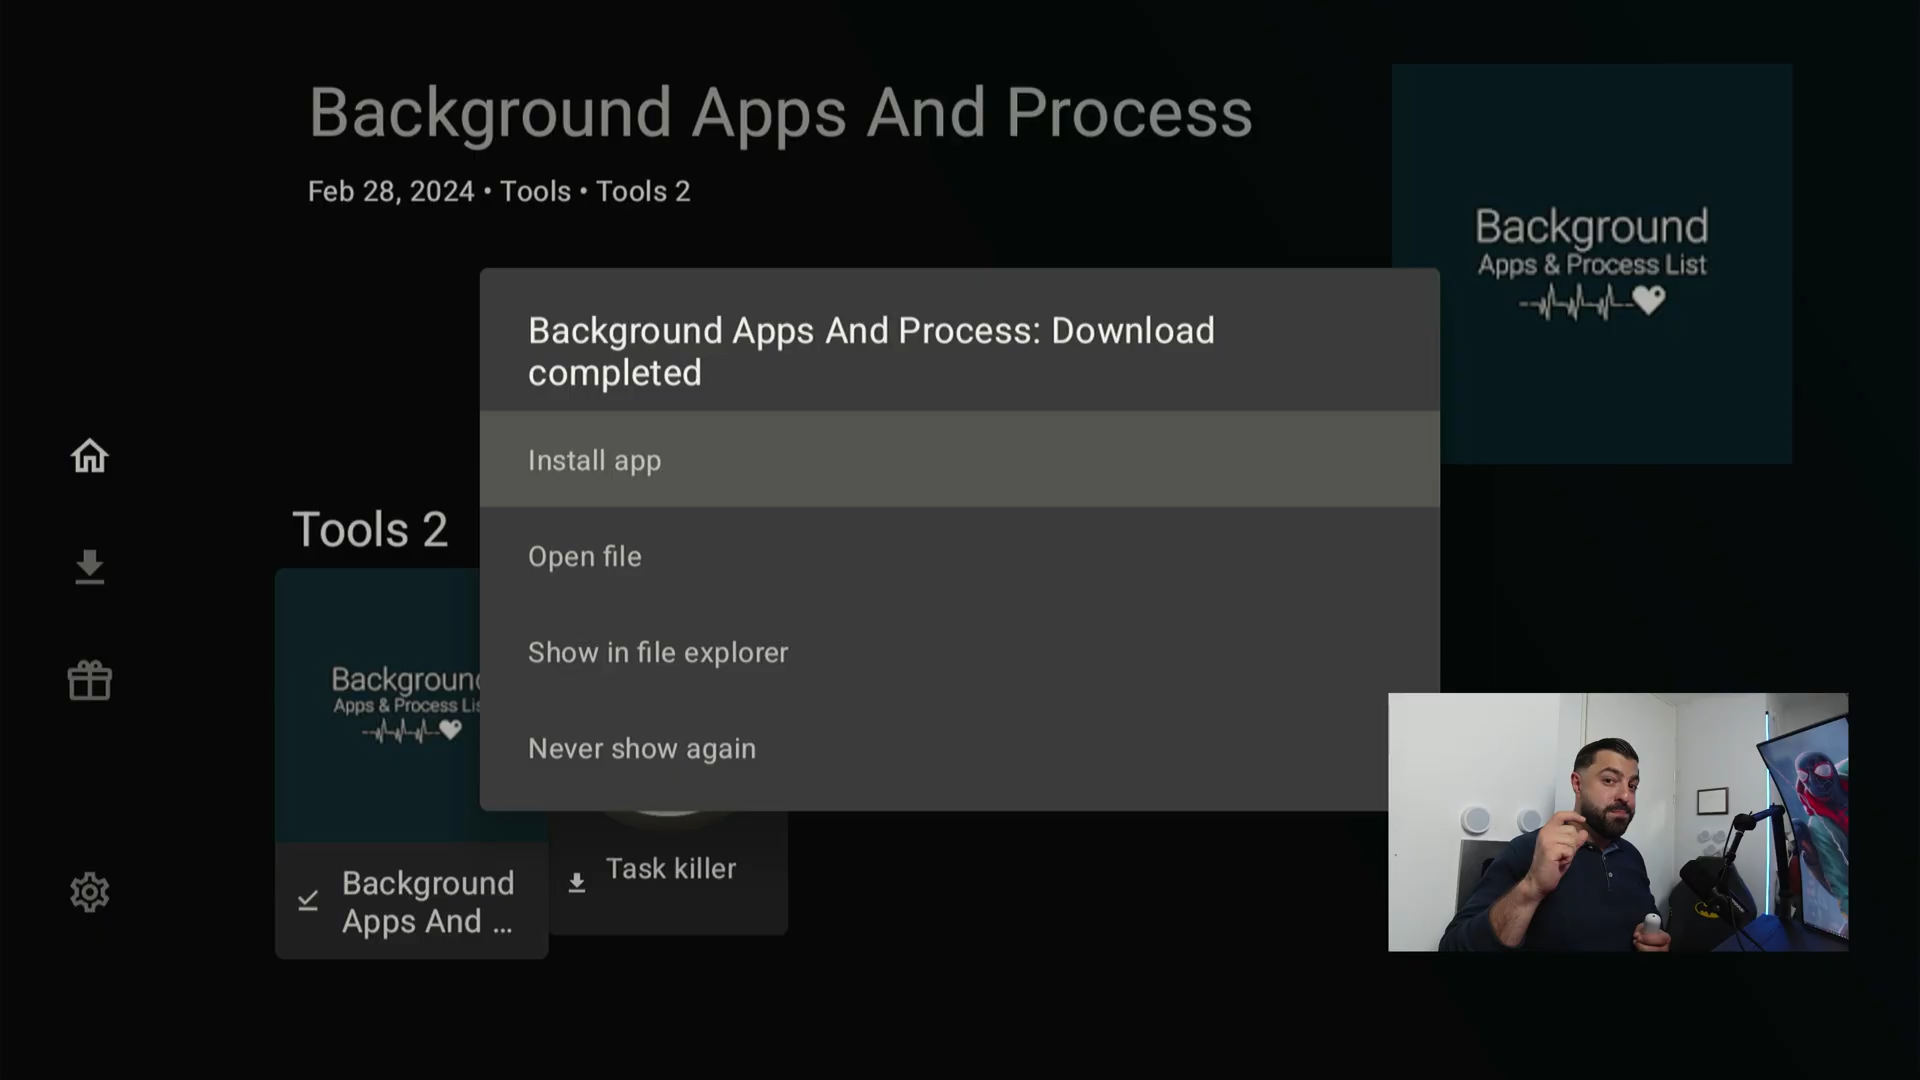 Background Apps And Process
Feb 28, 2024 • Tools • Tools 2
Background
Apps & Process List
Background Apps And Process: Download
completed
Install app
Open file
Show in file explorer
Never show again
Tools 2
Background
Apps & Process Lis
Background
Apps And ...
Task killer